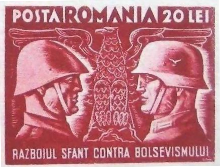 POSTA ROMANIA 20 LEI
RAZBOIUL SFANT CONTRA BOLSEVISMULUI